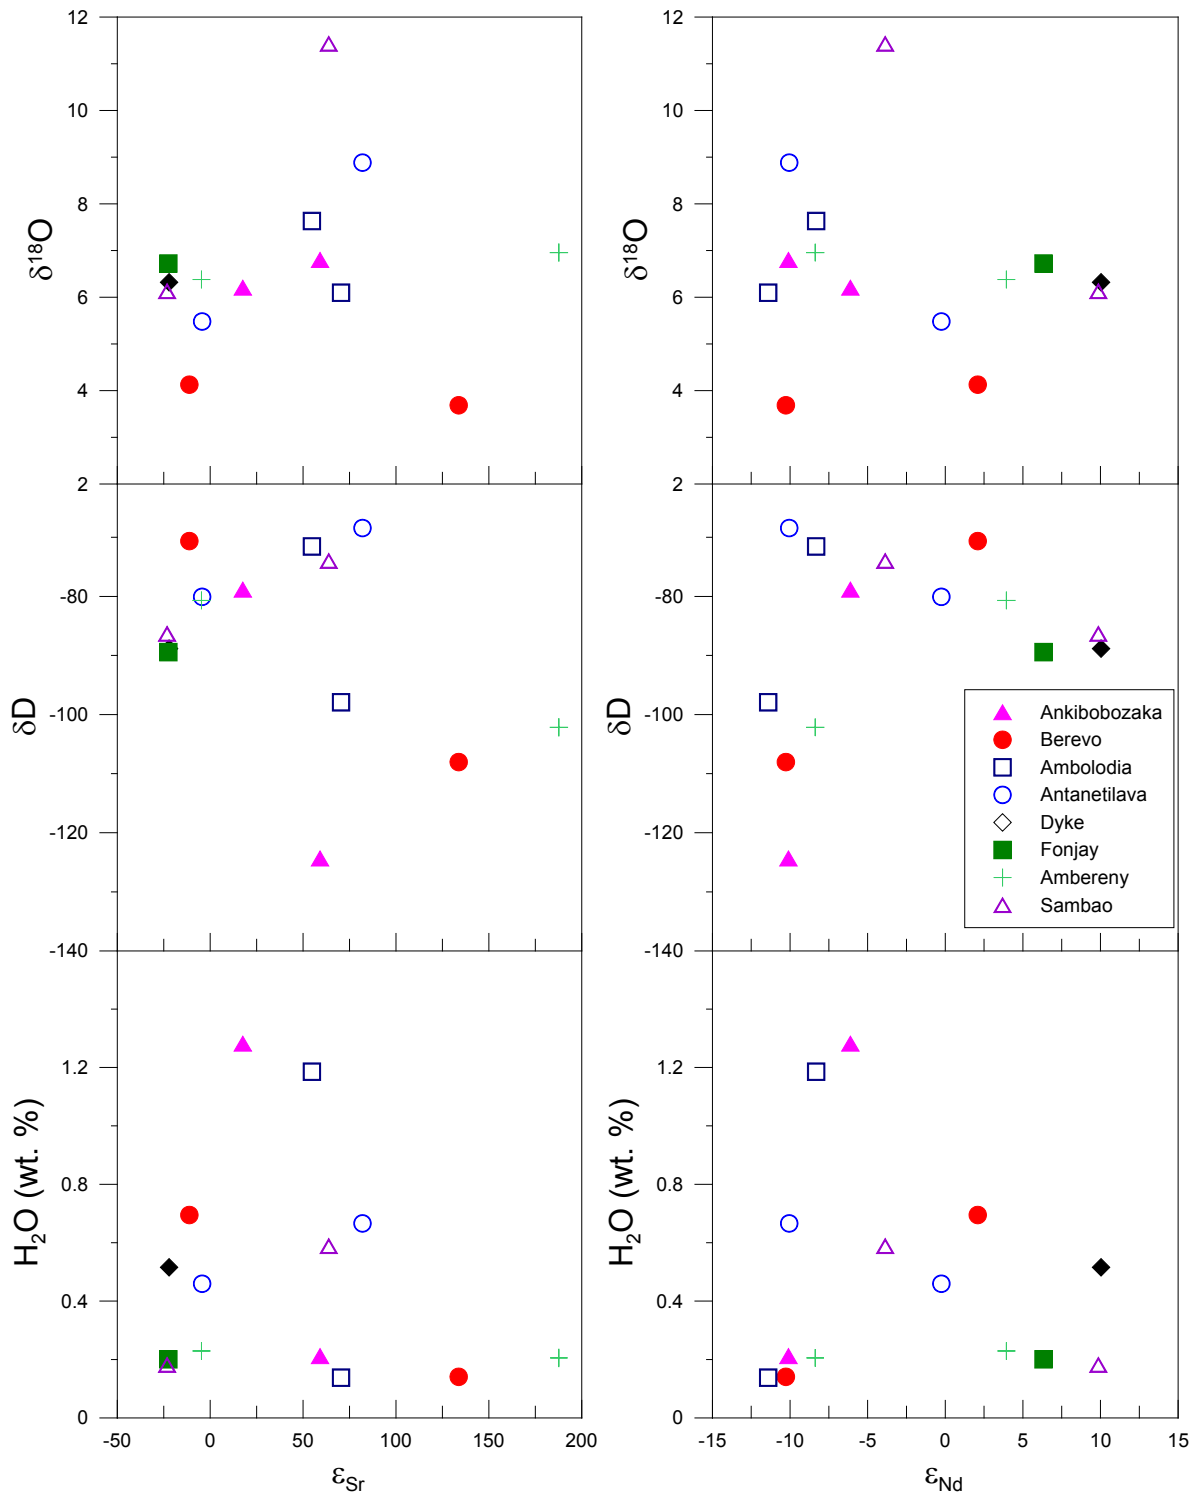 12
10
8
6
4
2
δ¹⁸O
12
10
8
6
4
2
δ¹⁸O
-80
-100
-120
-140
δD
-80
-100
-120
-140
δD
Ankibobozaka
Berevo
Ambolodia
Antanetilava
Dyke
Fonjay
Ambereny
Sambao
1.2
0.8
0.4
0
H₂O (wt. %)
1.2
0.8
0.4
0
H₂O (wt. %)
-50 0 50 100 150 200
εSr
-15 -10 -5 0 5 10 15
εNd